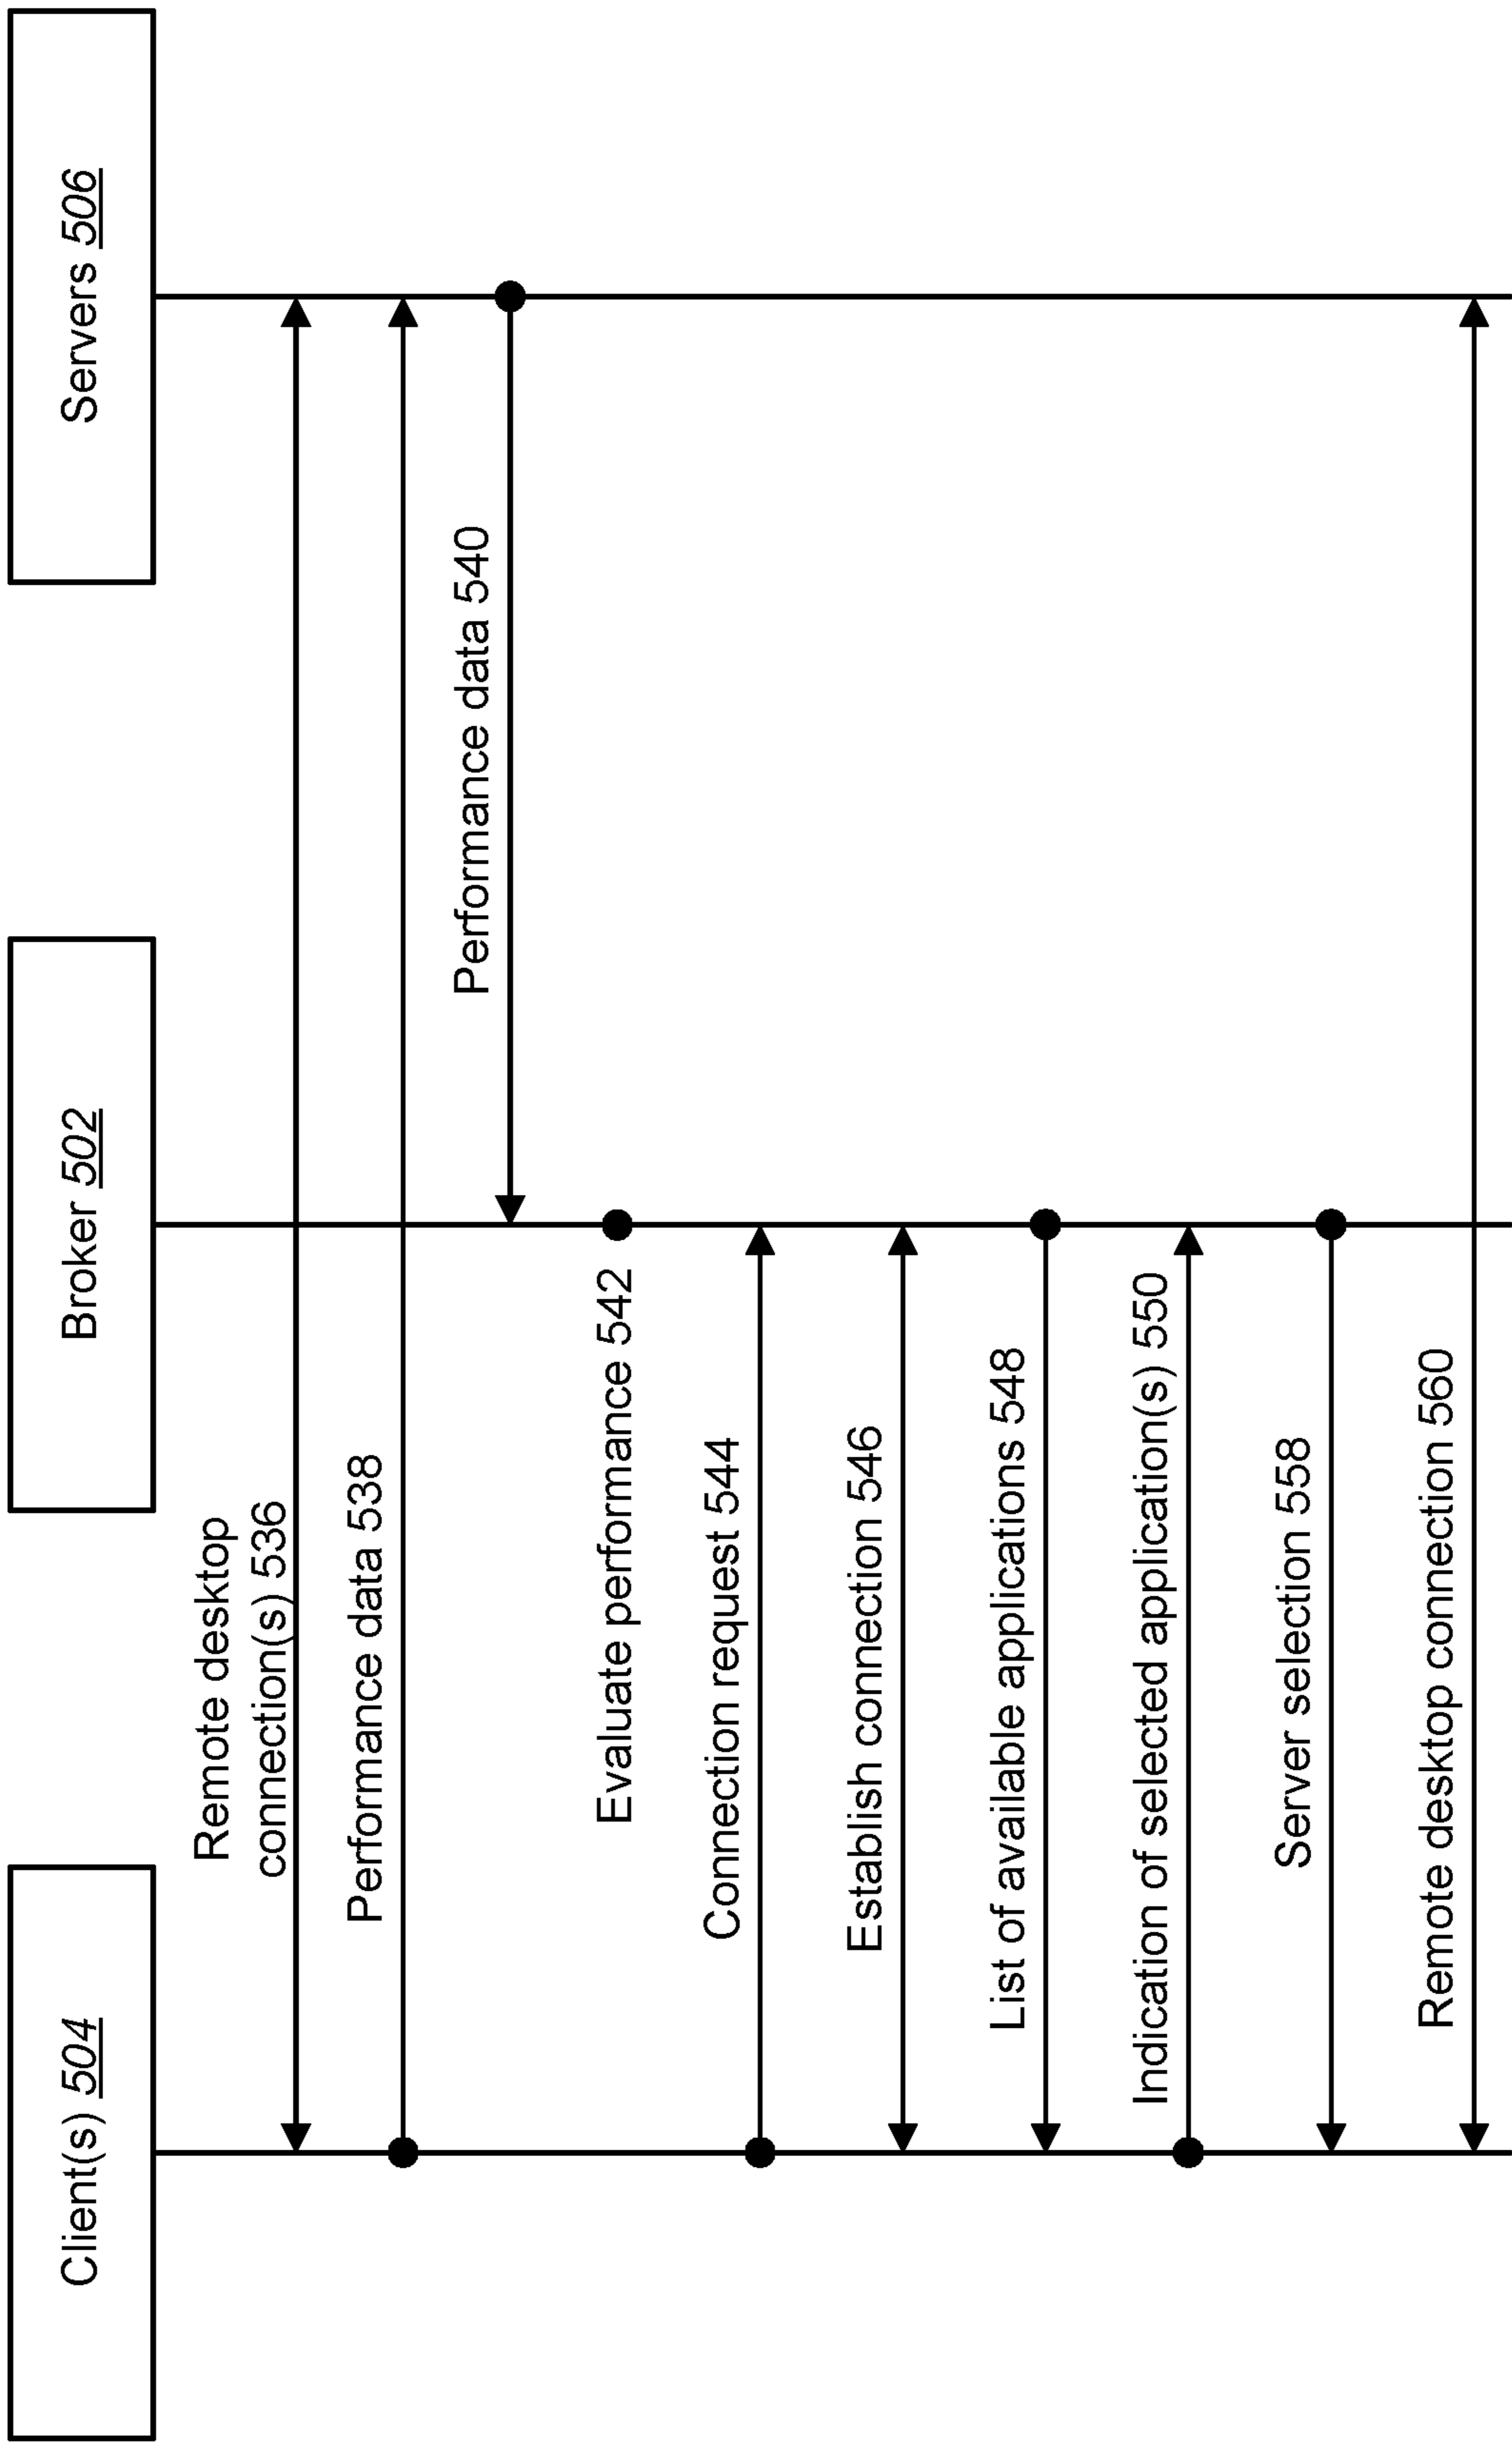 Client(s) 504
Broker 502
Servers 506
Remote desktop
connection(s) 536
Performance data 538
Performance data 540
Evaluate performance 542
Connection request 544
Establish connection 546
List of available applications 548
Indication of selected application(s) 550
Server selection 558
Remote desktop connection 560